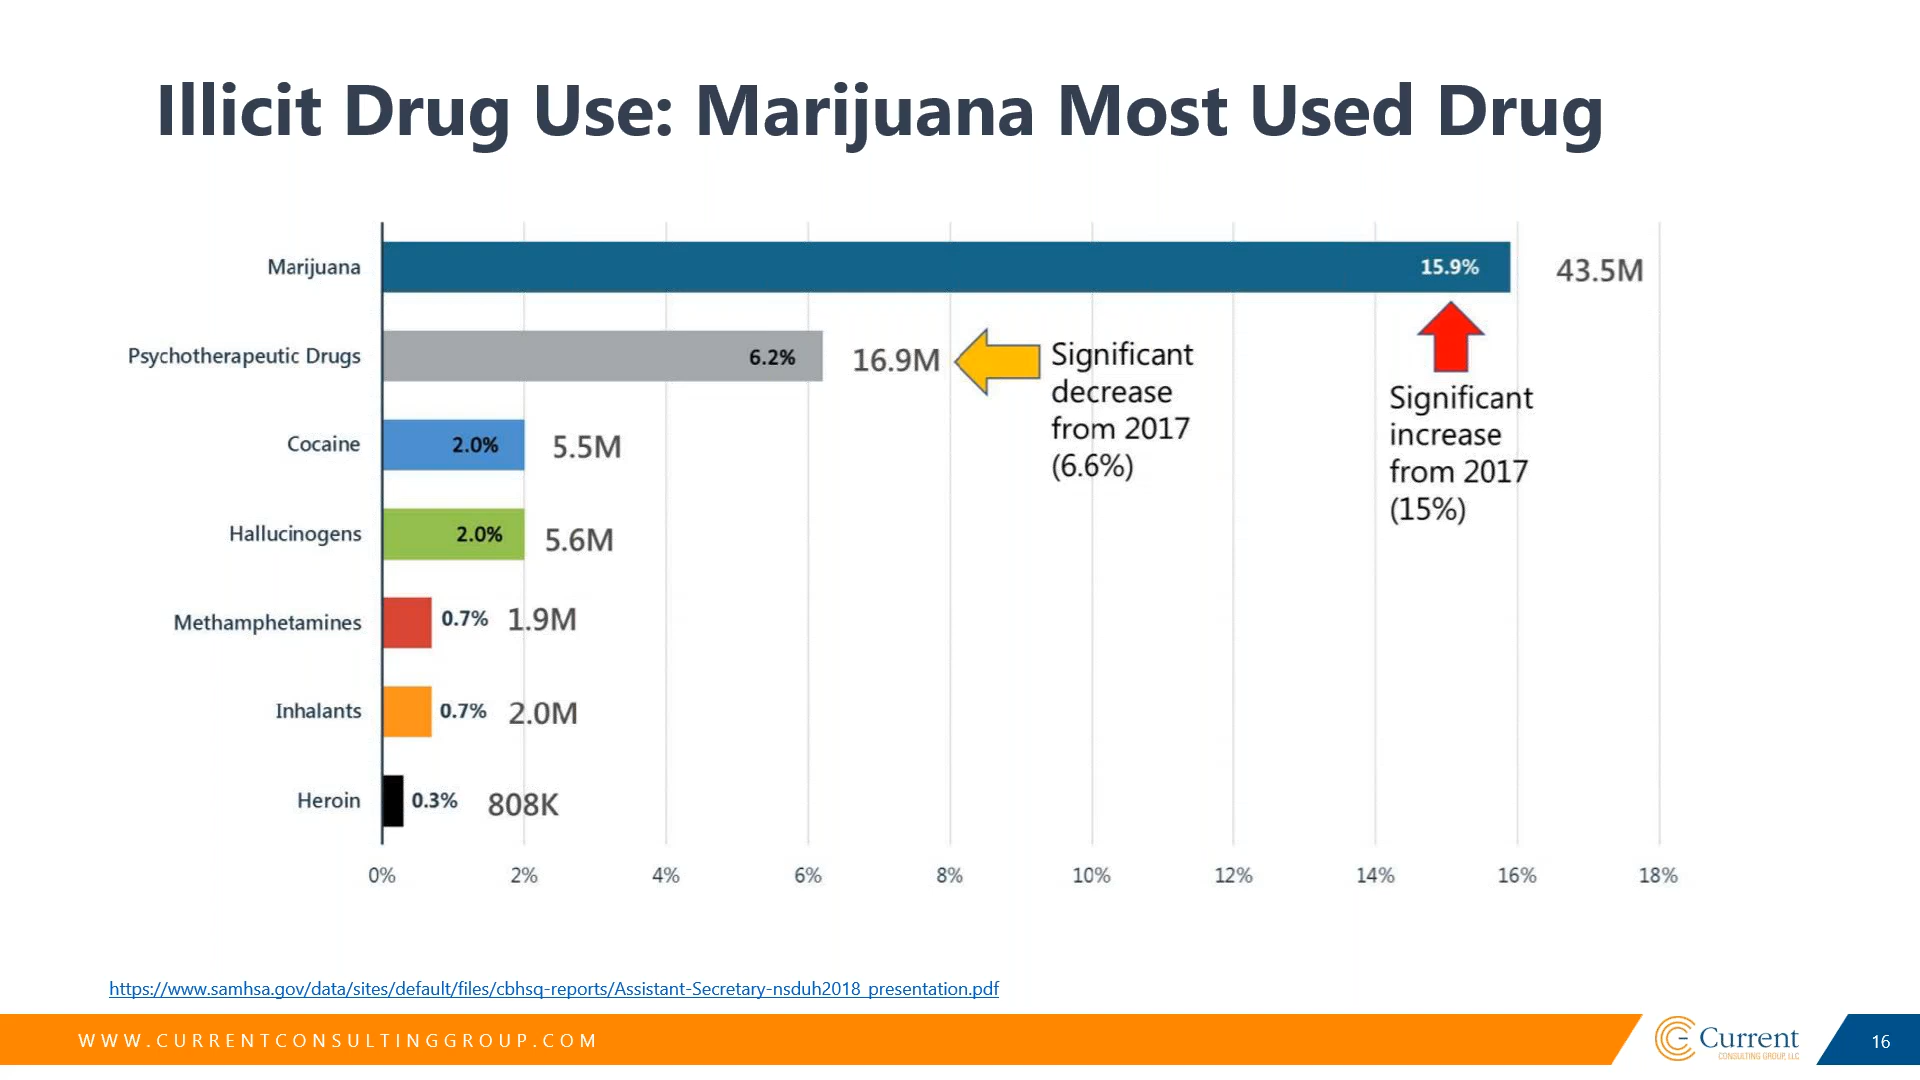 Illicit Drug Use: Marijuana Most Used Drug
Marijuana 15.9% 43.5M
Psychotherapeutic Drugs 6.2% 16.9M
Significant
decrease
from 2017
(6.6%)
Significant
increase
from 2017
(15%)
Cocaine 2.0% 5.5M
Hallucinogens 2.0% 5.6M
Methamphetamines 0.7% 1.9M
Inhalants 0.7% 2.0M
Heroin 0.3% 808K
0% 2% 4% 6% 8% 10% 12% 14% 16% 18%
https://www.samhsa.gov/data/sites/default/files/cbhsq-reports/Assistant-Secretary-nsduh2018_presentation.pdf
WWW.CURRENTCONSULTINGGROUP.COM
Current
CONSULTING GROUP, LLC
16